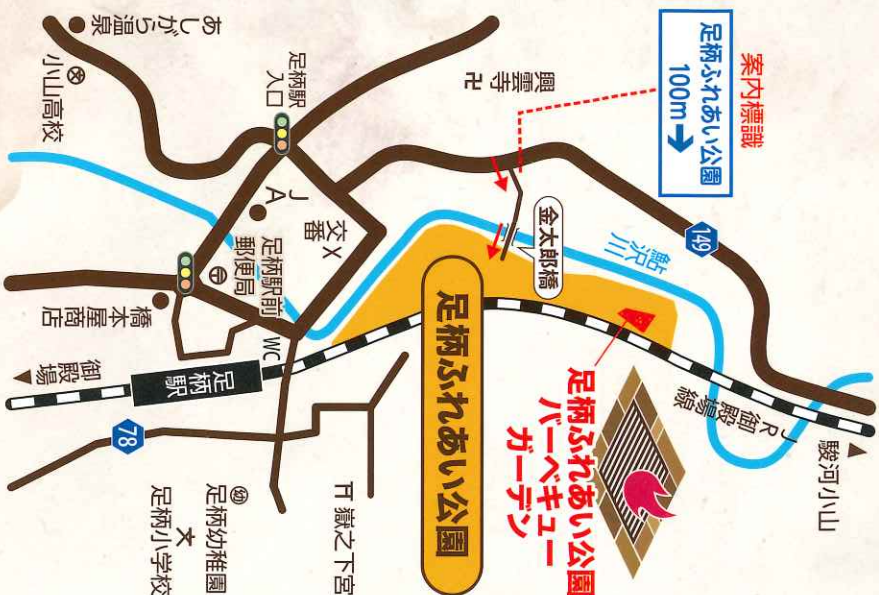 案内標識
足柄ふれあい公園
100m➡
149
駿河小山
JR御殿場線
鮎沢川
金太郎橋
興雲寺
卍
足柄駅
入口
あしがら温泉
小山高校
JA
交番
X
足柄駅前
郵便局
橋本屋商店
WC
足柄駅
御殿場
78
足柄ふれあい公園
足柄ふれあい公園
バーベキュー
ガーデン
嶽之下宮
幼
足柄幼稚園
文
足柄小学校